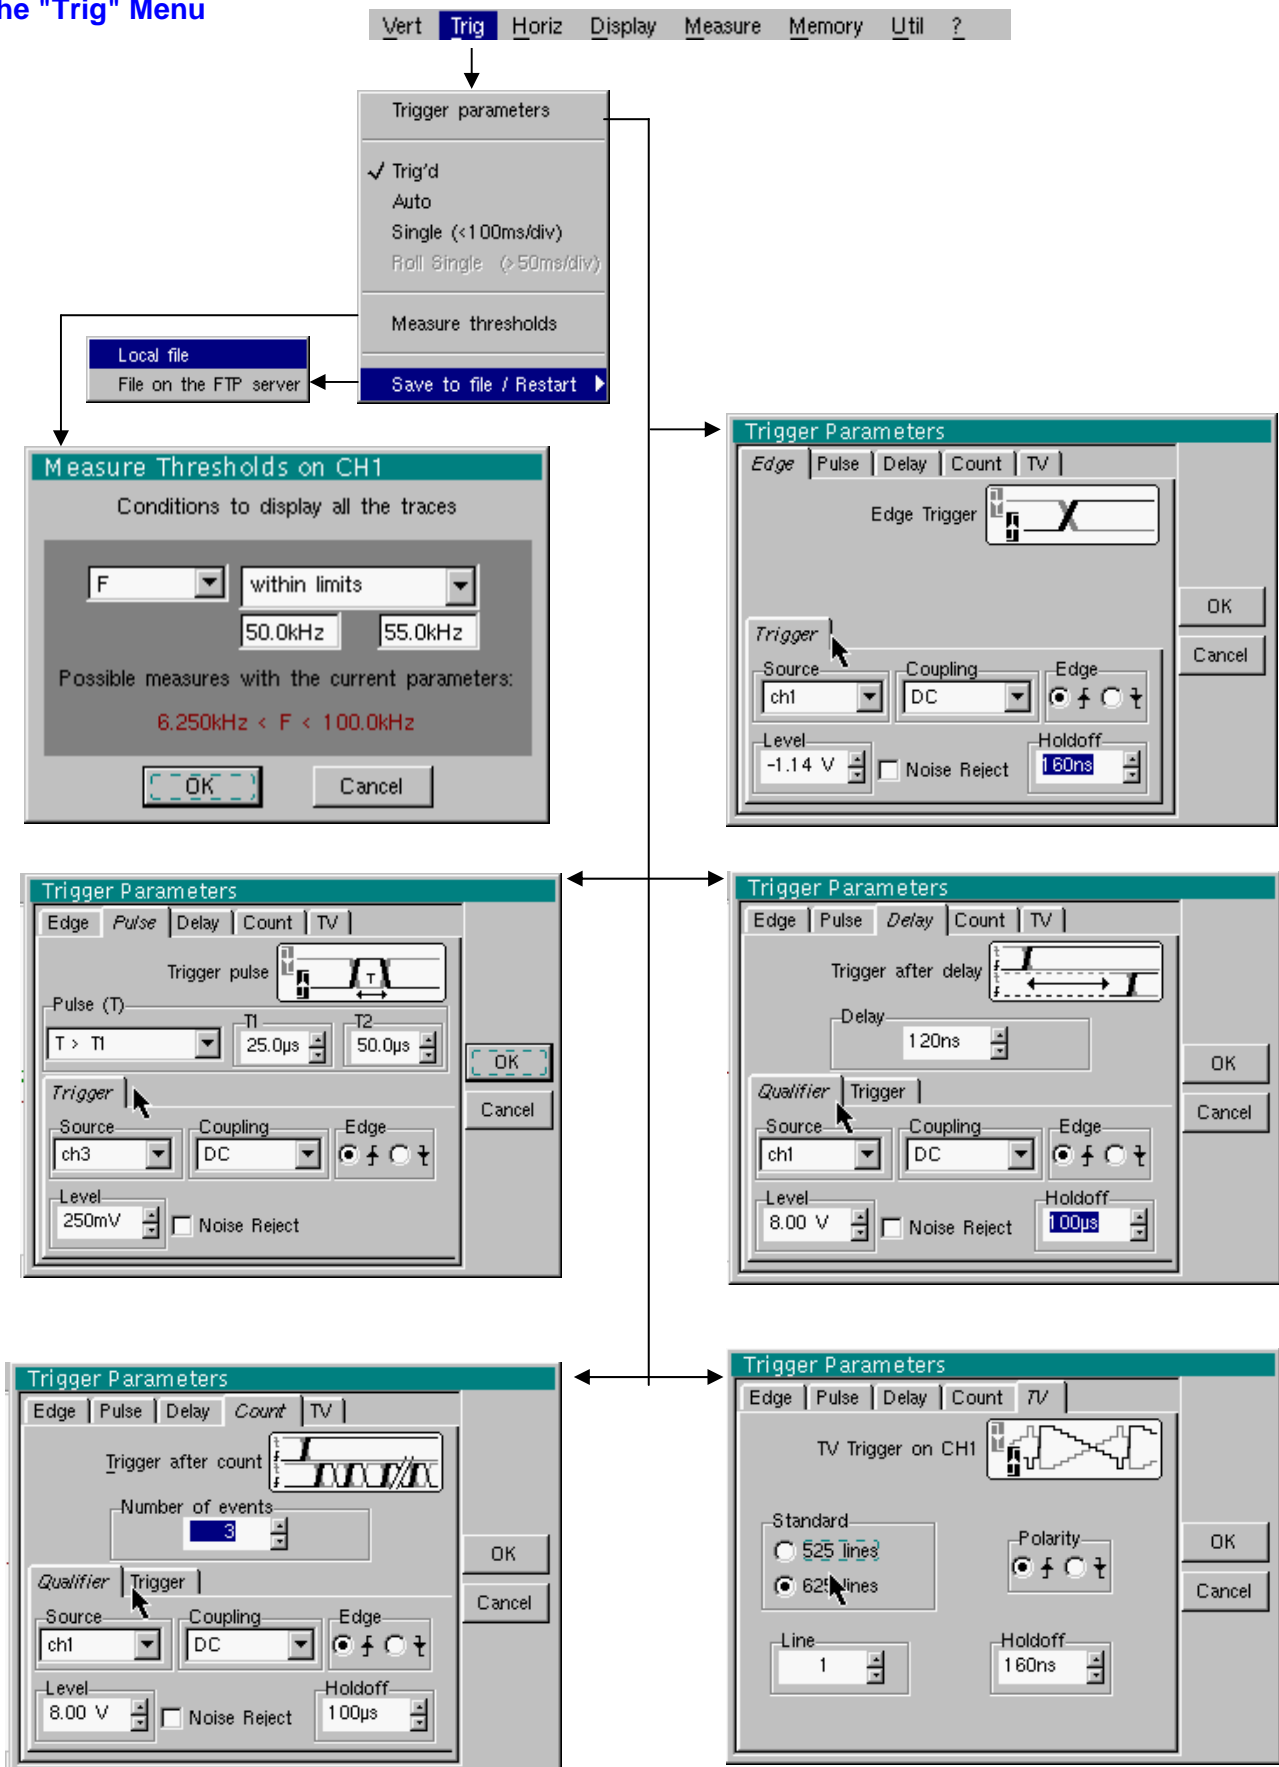 he "Trig" Menu
Vert Trig Horiz Display Measure Memory Util ?
Trigger parameters
Trig'd
Auto
Single (<100ms/div)
Roll Single (>50ms/div)
Measure thresholds
Save to file / Restart
Local file
File on the FTP server
Measure Thresholds on CH1
Conditions to display all the traces
F within limits
50.0kHz 55.0kHz
Possible measures with the current parameters:
6.250kHz < F < 100.0kHz
OK Cancel
Trigger Parameters
Edge Pulse Delay Count TV
Edge Trigger
Trigger
Source Coupling Edge
ch1 DC
Level Holdoff
-1.14 V Noise Reject 160ns
OK
Cancel
Trigger Parameters
Edge Pulse Delay Count TV
Trigger pulse
T
Pulse (T)
T1 T2
T > T1 25.0µs 50.0µs
Trigger
Source Coupling Edge
ch3 DC
Level
250mV Noise Reject
OK
Cancel
Trigger Parameters
Edge Pulse Delay Count TV
Trigger after delay
Delay
120ns
Qualifier Trigger
Source Coupling Edge
ch1 DC
Level Holdoff
8.00 V Noise Reject 100µs
OK
Cancel
Trigger Parameters
Edge Pulse Delay Count TV
Trigger after count
Number of events
3
Qualifier Trigger
Source Coupling Edge
ch1 DC
Level Holdoff
8.00 V Noise Reject 100µs
OK
Cancel
Trigger Parameters
Edge Pulse Delay Count TV
TV Trigger on CH1
Standard Polarity
525 lines
625 lines
Line Holdoff
1 160ns
OK
Cancel